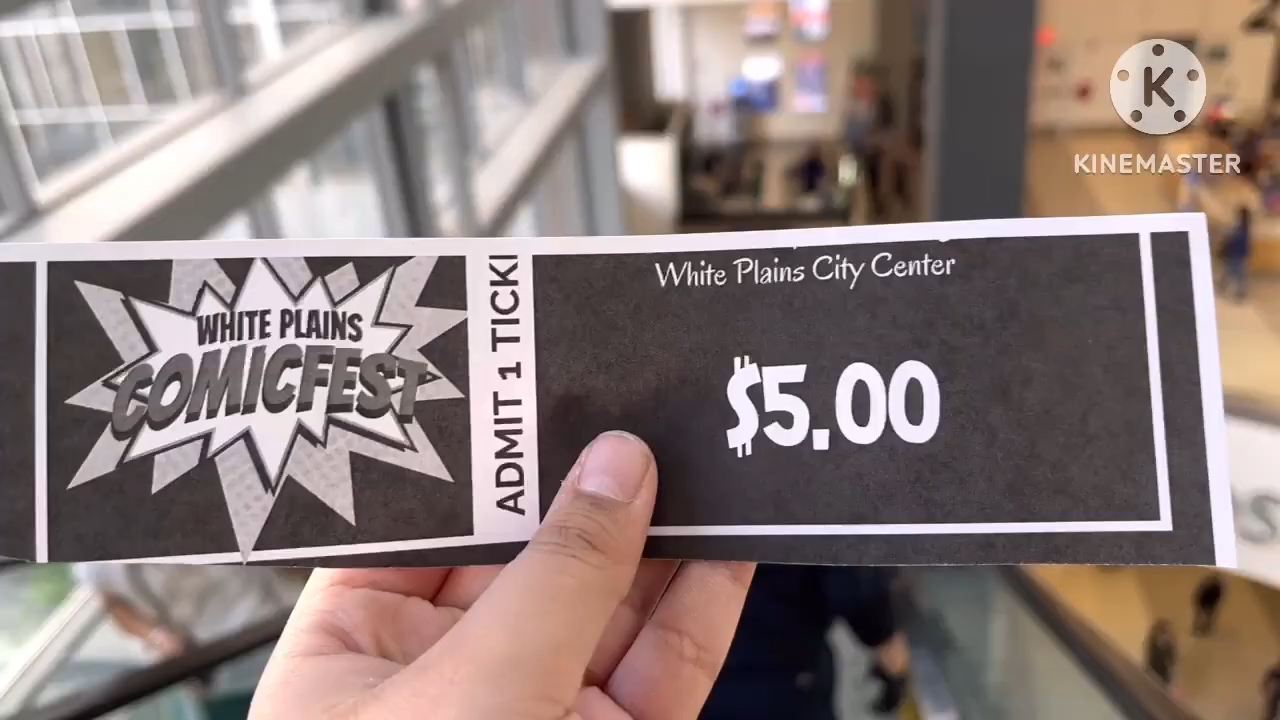 K
KINEMASTER
White Plains City Center
WHITE PLAINS
COMICFEST
ADMIT 1 TICK
$5.00